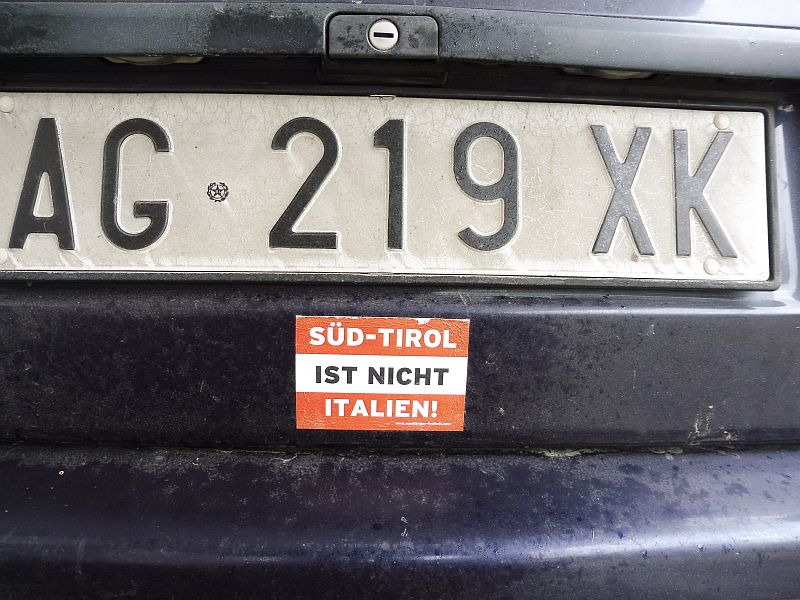 AG 219 XK
SÜD-TIROL
IST NICHT
ITALIEN!